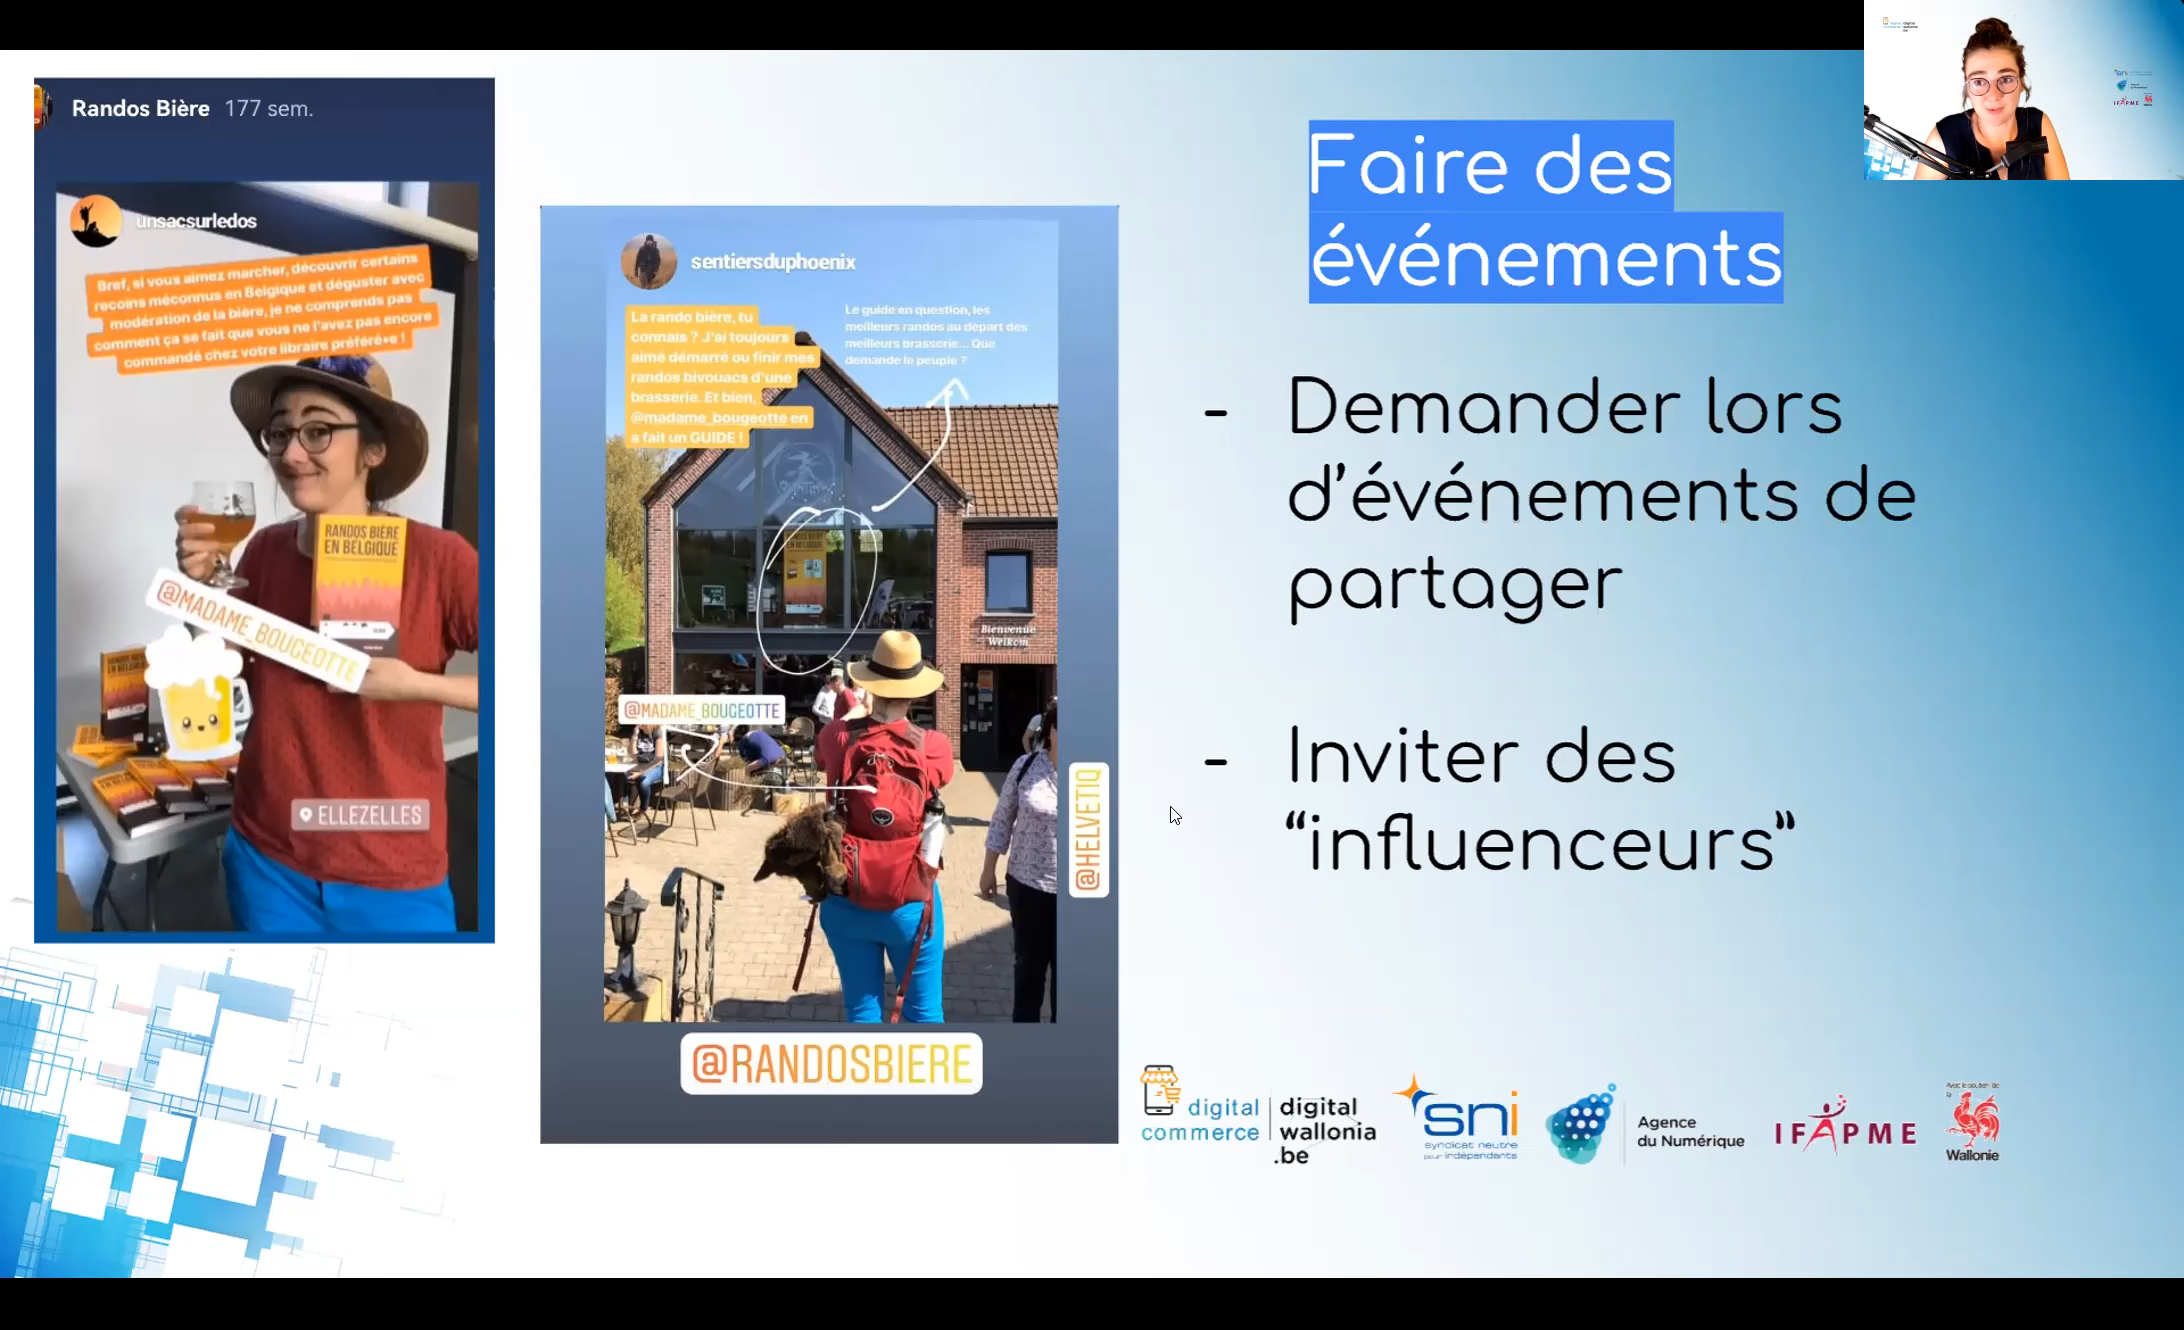 Randos Bière 177 sem.
unsacsurledos
Bref, si vous aimez marcher, découvrir certains
recoins méconnus en Belgique et déguster avec
modération de la bière, je ne comprends pas
comment ça se fait que vous ne l'avez pas encore
commandé chez votre libraire préféré•e !
RANDOS BIÈRE
EN BELGIQUE
@MADAME_BOUGEOTTE
ELLEZELLES
sentiersduphoenix
La rando bière, tu
connais ? J'ai toujours
aimé démarré ou finir mes
randos bivouacs d'une
brasserie. Et bien,
@madame_bougeotte en
a fait un GUIDE !
Le guide en question, les
meilleurs randos au départ des
meilleurs brasserie... Que
demande le peuple ?
Bienvenue
Welkom
@MADAME_BOUGEOTTE
@HELVETIQ
@RANDOSBIERE
Faire des
événements
- Demander lors
d'événements de
partager
- Inviter des
“influenceurs”
digital
commerce
digital
wallonia
.be
sni
syndicat neutre
pour indépendants
Agence
du Numérique
IFAPME
Avec le soutien de
la
Wallonie
sni
IFAPME